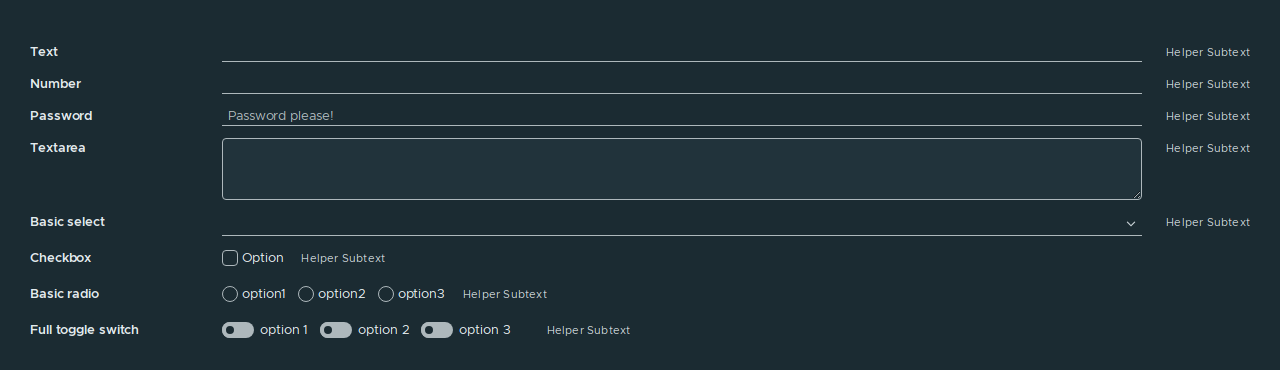 Text Helper Subtext
Number Helper Subtext
Password Password please! Helper Subtext
Textarea Helper Subtext
Basic select Helper Subtext
Checkbox Option Helper Subtext
Basic radio option1 option2 option3 Helper Subtext
Full toggle switch option 1 option 2 option 3 Helper Subtext